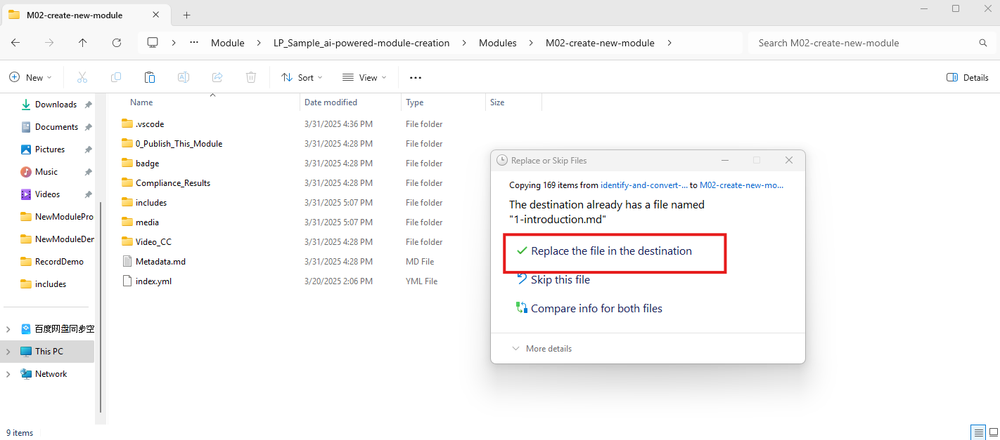 M02-create-new-module
Module > LP_Sample_ai-powered-module-creation > Modules > M02-create-new-module >
Search M02-create-new-module
New
Sort
View
Details
Downloads
Documents
Pictures
Music
Videos
NewModulePro
NewModuleDer
RecordDemo
includes
百度网盘同步空
This PC
Network
Name Date modified Type Size
.vscode 3/31/2025 4:36 PM File folder
0_Publish_This_Module 3/31/2025 4:28 PM File folder
badge 3/31/2025 4:28 PM File folder
Compliance_Results 3/31/2025 4:28 PM File folder
includes 3/31/2025 5:07 PM File folder
media 3/31/2025 5:07 PM File folder
Video_CC 3/31/2025 4:28 PM File folder
Metadata.md 3/31/2025 4:28 PM MD File
index.yml 3/20/2025 2:06 PM YML File
Replace or Skip Files
Copying 169 items from identify-and-convert-... to M02-create-new-mo...
The destination already has a file named
"1-introduction.md"
Replace the file in the destination
Skip this file
Compare info for both files
More details
9 items